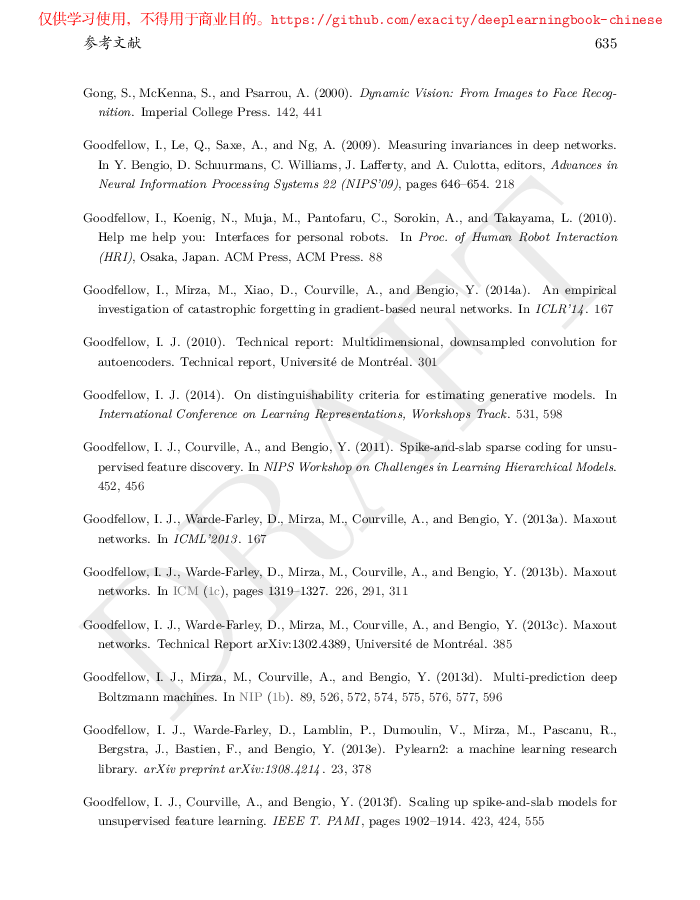 仅供学习使用，不得用于商业目的。https://github.com/exacity/deeplearningbook-chinese
参考文献 635
Gong, S., McKenna, S., and Psarrou, A. (2000). Dynamic Vision: From Images to Face Recog-
nition. Imperial College Press. 142, 441
Goodfellow, I., Le, Q., Saxe, A., and Ng, A. (2009). Measuring invariances in deep networks.
In Y. Bengio, D. Schuurmans, C. Williams, J. Lafferty, and A. Culotta, editors, Advances in
Neural Information Processing Systems 22 (NIPS'09), pages 646–654. 218
Goodfellow, I., Koenig, N., Muja, M., Pantofaru, C., Sorokin, A., and Takayama, L. (2010).
Help me help you: Interfaces for personal robots. In Proc. of Human Robot Interaction
(HRI), Osaka, Japan. ACM Press, ACM Press. 88
Goodfellow, I., Mirza, M., Xiao, D., Courville, A., and Bengio, Y. (2014a). An empirical
investigation of catastrophic forgetting in gradient-based neural networks. In ICLR'14. 167
Goodfellow, I. J. (2010). Technical report: Multidimensional, downsampled convolution for
autoencoders. Technical report, Université de Montréal. 301
Goodfellow, I. J. (2014). On distinguishability criteria for estimating generative models. In
International Conference on Learning Representations, Workshops Track. 531, 598
Goodfellow, I. J., Courville, A., and Bengio, Y. (2011). Spike-and-slab sparse coding for unsu-
pervised feature discovery. In NIPS Workshop on Challenges in Learning Hierarchical Models.
452, 456
Goodfellow, I. J., Warde-Farley, D., Mirza, M., Courville, A., and Bengio, Y. (2013a). Maxout
networks. In ICML'2013. 167
Goodfellow, I. J., Warde-Farley, D., Mirza, M., Courville, A., and Bengio, Y. (2013b). Maxout
networks. In ICM (1c), pages 1319–1327. 226, 291, 311
Goodfellow, I. J., Warde-Farley, D., Mirza, M., Courville, A., and Bengio, Y. (2013c). Maxout
networks. Technical Report arXiv:1302.4389, Université de Montréal. 385
Goodfellow, I. J., Mirza, M., Courville, A., and Bengio, Y. (2013d). Multi-prediction deep
Boltzmann machines. In NIP (1b). 89, 526, 572, 574, 575, 576, 577, 596
Goodfellow, I. J., Warde-Farley, D., Lamblin, P., Dumoulin, V., Mirza, M., Pascanu, R.,
Bergstra, J., Bastien, F., and Bengio, Y. (2013e). Pylearn2: a machine learning research
library. arXiv preprint arXiv:1308.4214. 23, 378
Goodfellow, I. J., Courville, A., and Bengio, Y. (2013f). Scaling up spike-and-slab models for
unsupervised feature learning. IEEE T. PAMI, pages 1902–1914. 423, 424, 555
DRAFT